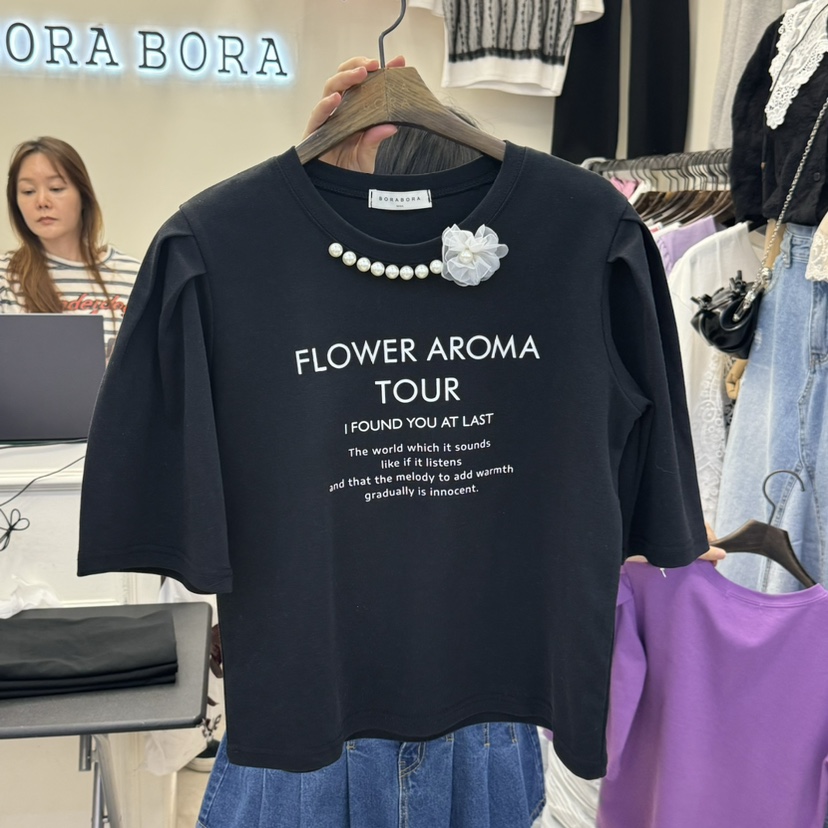 ORA BORA
BORABORA
FLOWER AROMA
TOUR
I FOUND YOU AT LAST
The world which it sounds
like if it listens
and that the melody to add warmth
gradually is innocent.